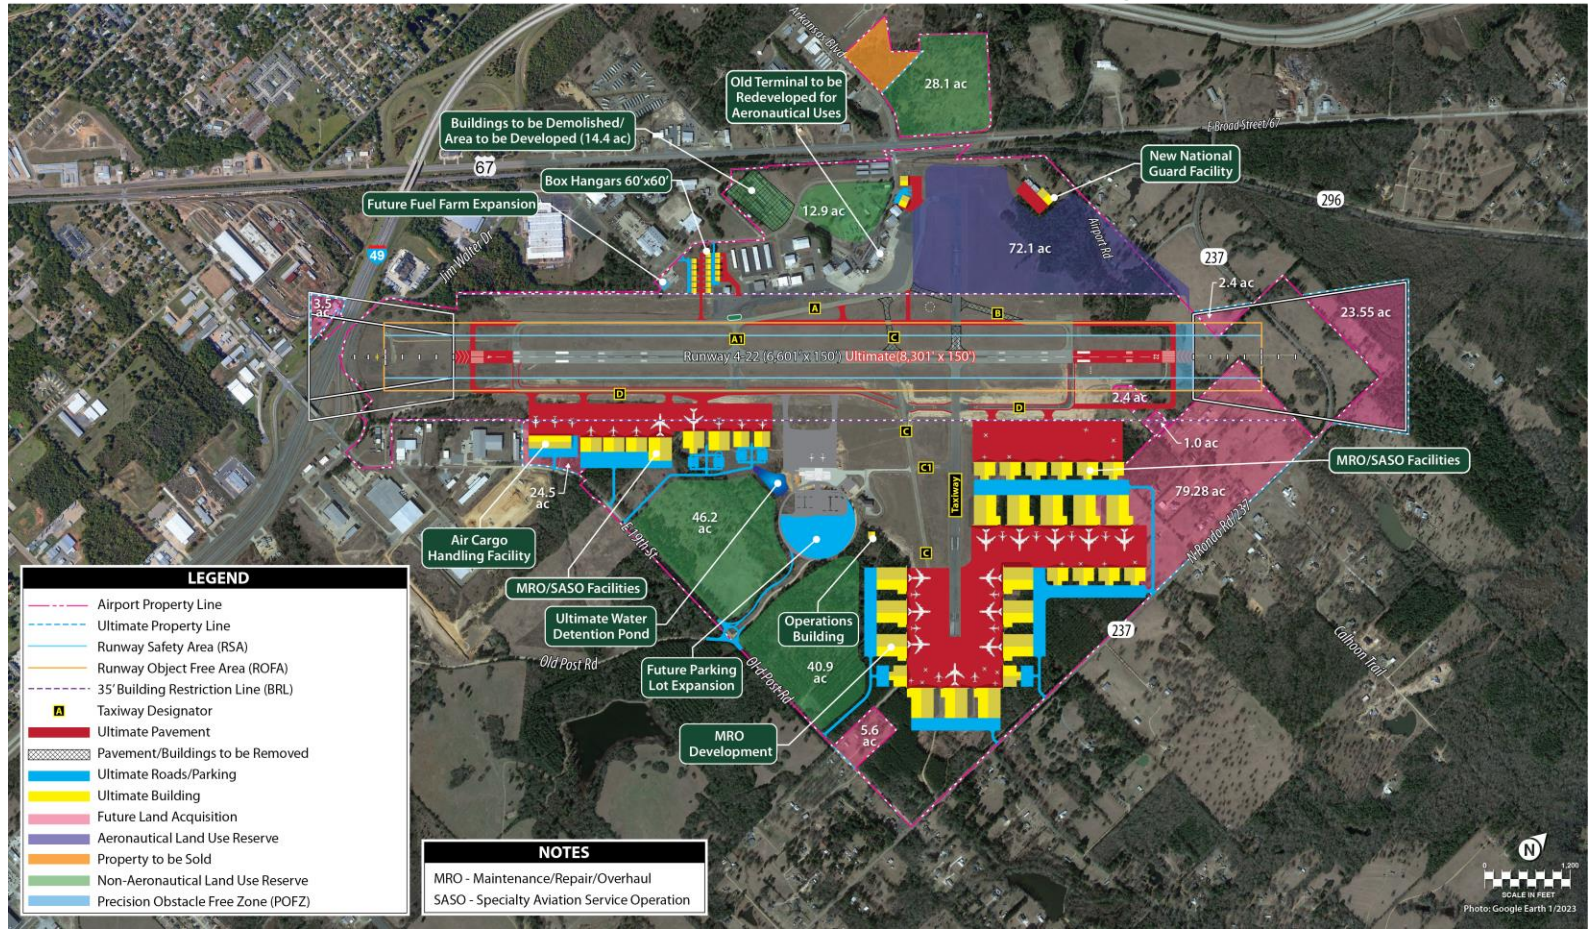 Arkansas Blvd
28.1 ac
Old Terminal to be
Redeveloped for
Aeronautical Uses
Buildings to be Demolished/
Area to be Developed (14.4 ac)
E Broad Street/67
67
New National
Guard Facility
Box Hangars 60'x60'
Future Fuel Farm Expansion
12.9 ac
296
Jim Walter Dr
49
72.1 ac
Airport Rd
237
2.4 ac
3.5
ac
23.55 ac
A
B
A1
C
Runway 4-22 (6,601' x 150') Ultimate(8,301' x 150')
D
D
2.4 ac
C
1.0 ac
MRO/SASO Facilities
C1
24.5
ac
Taxiway
79.28 ac
46.2
ac
N Rondo Rd/237
E 19th St
Air Cargo
Handling Facility
C
MRO/SASO Facilities
Ultimate Water
Detention Pond
Operations
Building
237
Old Post Rd
Future Parking
Lot Expansion
Old Post Rd
40.9
ac
Calhoun Trail
5.6
ac
MRO
Development
LEGEND
Airport Property Line
Ultimate Property Line
Runway Safety Area (RSA)
Runway Object Free Area (ROFA)
35' Building Restriction Line (BRL)
A Taxiway Designator
Ultimate Pavement
Pavement/Buildings to be Removed
Ultimate Roads/Parking
Ultimate Building
Future Land Acquisition
Aeronautical Land Use Reserve
Property to be Sold
Non-Aeronautical Land Use Reserve
Precision Obstacle Free Zone (POFZ)
NOTES
MRO - Maintenance/Repair/Overhaul
SASO - Specialty Aviation Service Operation
N
0 1,200
SCALE IN FEET
Photo: Google Earth 1/2023